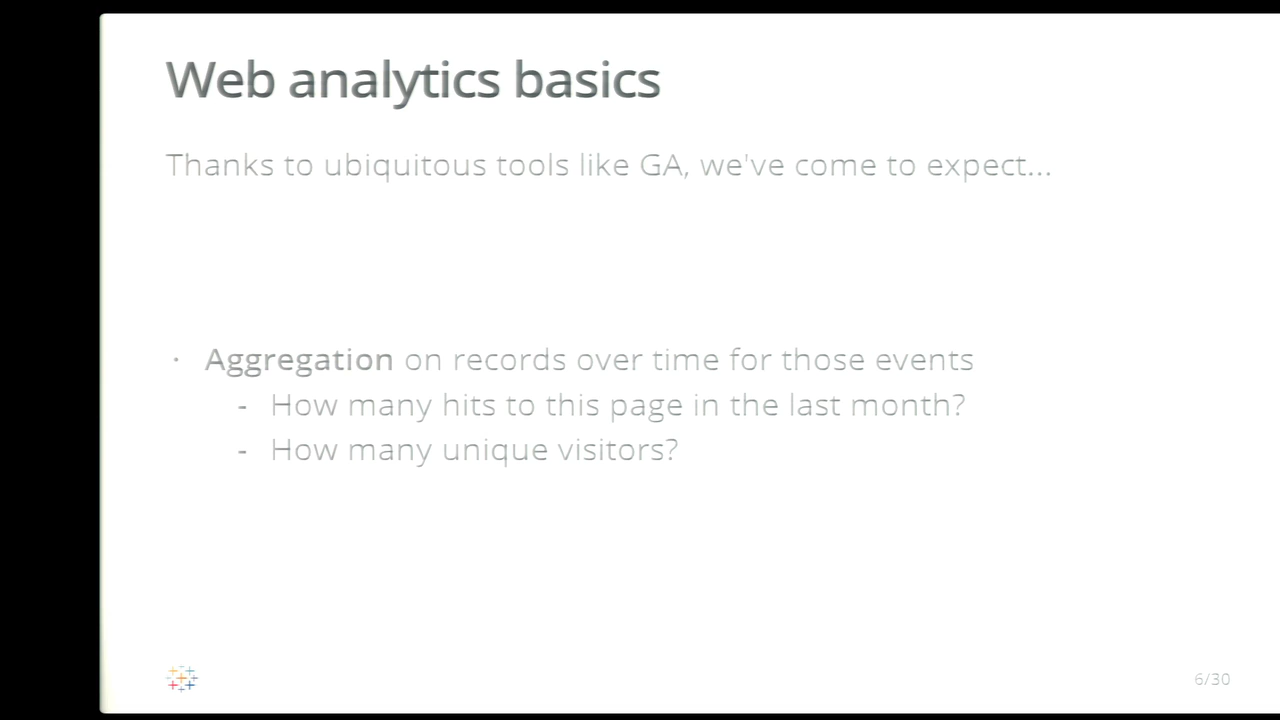 Web analytics basics
Thanks to ubiquitous tools like GA, we've come to expect...
· Aggregation on records over time for those events
- How many hits to this page in the last month?
- How many unique visitors?
6/30